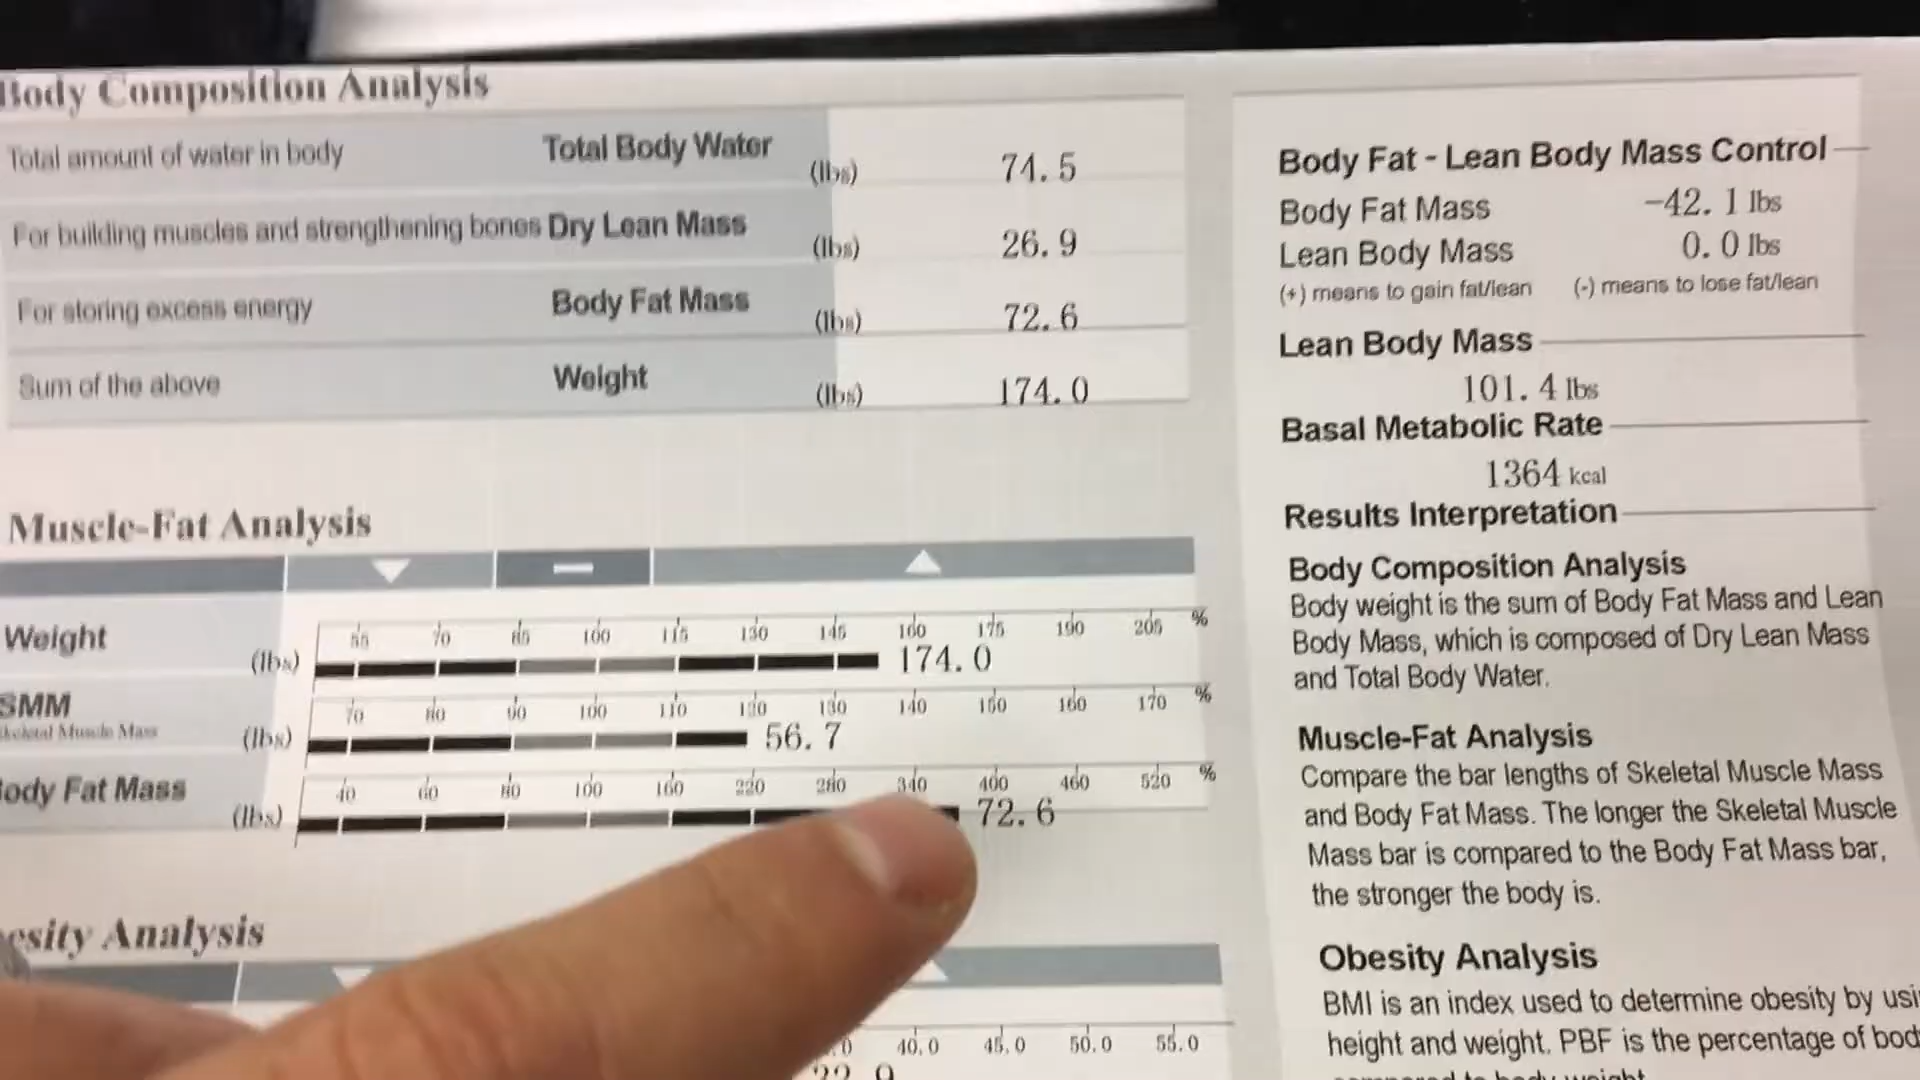 Body Composition Analysis
Total amount of water in body Total Body Water (lbs) 74.5
For building muscles and strengthening bones Dry Lean Mass (lbs) 26.9
For storing excess energy Body Fat Mass (lbs) 72.6
Sum of the above Weight (lbs) 174.0
Muscle-Fat Analysis
Weight (lbs) 55 70 85 100 115 130 145 160 175 190 205 %
174.0
SMM
Skeletal Muscle Mass (lbs) 70 80 90 100 110 120 130 140 150 160 170 %
56.7
Body Fat Mass (lbs) 40 60 80 100 160 220 280 340 400 460 520 %
72.6
esity Analysis
40.0 45.0 50.0 55.0
Body Fat - Lean Body Mass Control
Body Fat Mass -42.1 lbs
Lean Body Mass 0.0 lbs
(+) means to gain fat/lean (-) means to lose fat/lean
Lean Body Mass
101.4 lbs
Basal Metabolic Rate
1364 kcal
Results Interpretation
Body Composition Analysis
Body weight is the sum of Body Fat Mass and Lean
Body Mass, which is composed of Dry Lean Mass
and Total Body Water.
Muscle-Fat Analysis
Compare the bar lengths of Skeletal Muscle Mass
and Body Fat Mass. The longer the Skeletal Muscle
Mass bar is compared to the Body Fat Mass bar,
the stronger the body is.
Obesity Analysis
BMI is an index used to determine obesity by usi
height and weight. PBF is the percentage of bod
compared to body weight.